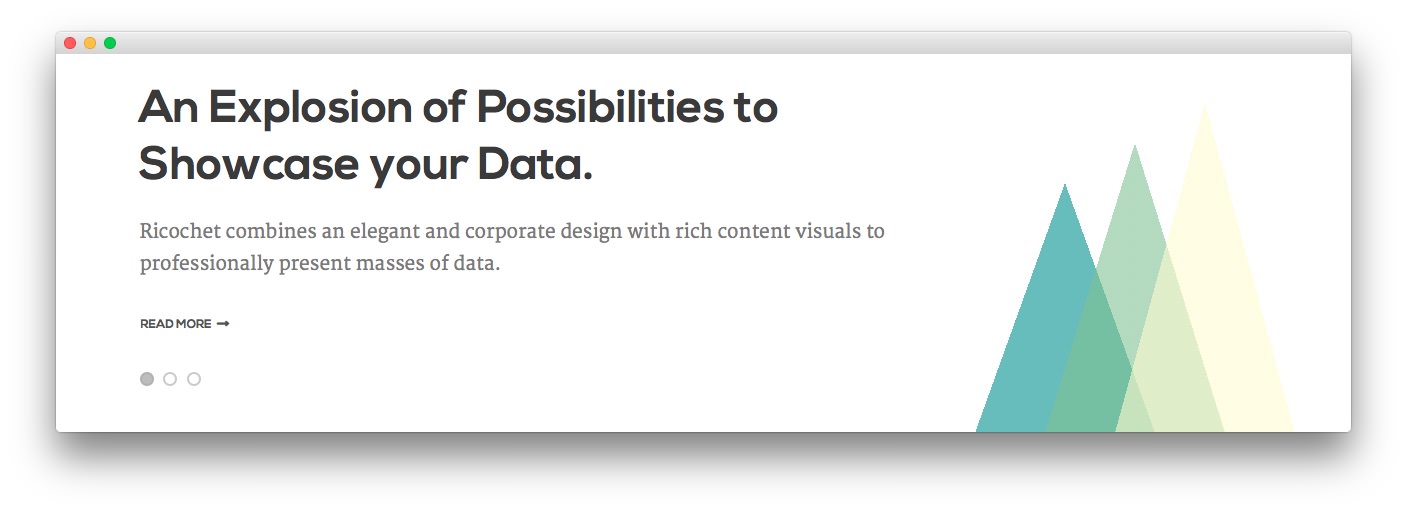 An Explosion of Possibilities to
Showcase your Data.
Ricochet combines an elegant and corporate design with rich content visuals to
professionally present masses of data.
READ MORE →